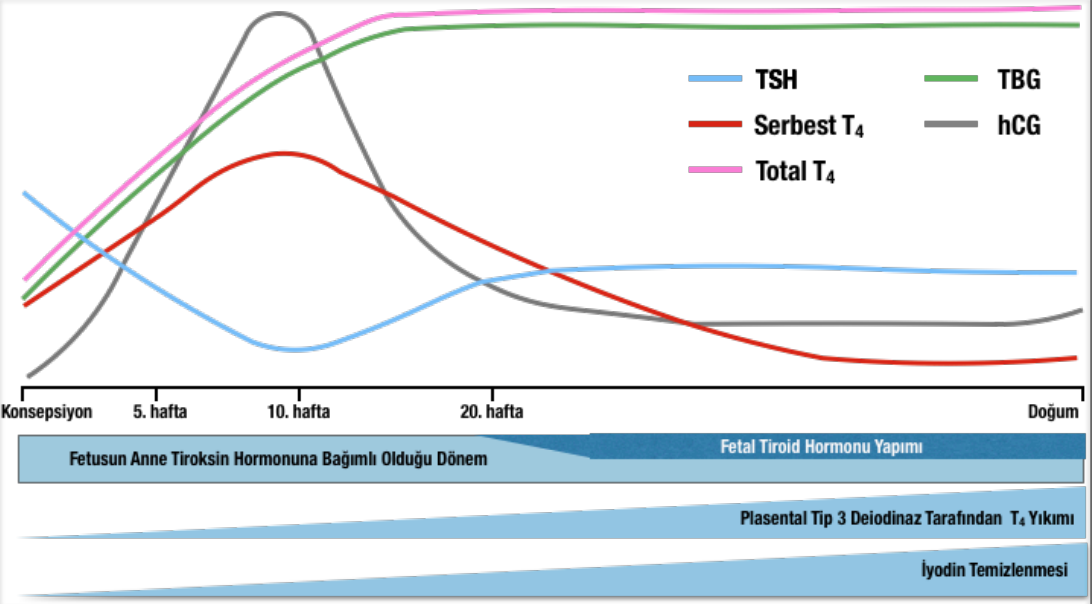 TSH
TBG
Serbest T₄
hCG
Total T₄
Konsepsiyon
5. hafta
10. hafta
20. hafta
Doğum
Fetusun Anne Tiroksin Hormonuna Bağımlı Olduğu Dönem
Fetal Tiroid Hormonu Yapımı
Plasental Tip 3 Deiodinaz Tarafından T₄ Yıkımı
İyodin Temizlenmesi